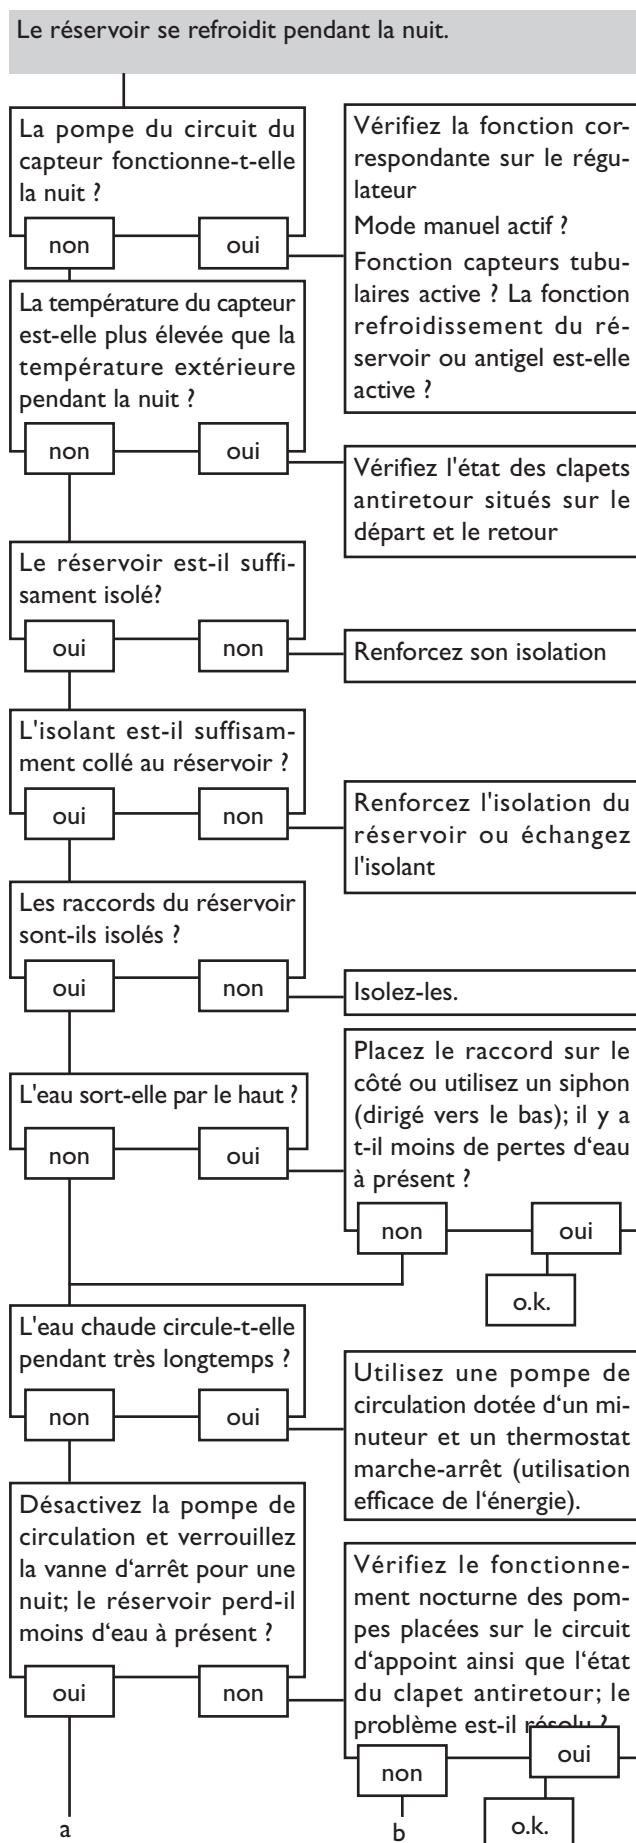 Le réservoir se refroidit pendant la nuit.
La pompe du circuit du
capteur fonctionne-t-elle
la nuit ?
non
oui
Vérifiez la fonction cor-
respondante sur le régu-
lateur
Mode manuel actif ?
Fonction capteurs tubu-
laires active ? La fonction
refroidissement du ré-
servoir ou antigel est-elle
active ?
La température du capteur
est-elle plus élevée que la
température extérieure
pendant la nuit ?
non
oui
Vérifiez l'état des clapets
antiretour situés sur le
départ et le retour
Le réservoir est-il suffi-
sament isolé?
oui
non
Renforcez son isolation
L'isolant est-il suffisam-
ment collé au réservoir ?
oui
non
Renforcez l'isolation du
réservoir ou échangez
l'isolant
Les raccords du réservoir
sont-ils isolés ?
oui
non
Isolez-les.
L'eau sort-elle par le haut ?
non
oui
Placez le raccord sur le
côté ou utilisez un siphon
(dirigé vers le bas); il y a
t-il moins de pertes d‘eau
à présent ?
non
oui
o.k.
L'eau chaude circule-t-elle
pendant très longtemps ?
non
oui
Utilisez une pompe de
circulation dotée d‘un mi-
nuteur et un thermostat
marche-arrêt (utilisation
efficace de l‘énergie).
Désactivez la pompe de
circulation et verrouillez
la vanne d‘arrêt pour une
nuit; le réservoir perd-il
moins d‘eau à présent ?
oui
non
Vérifiez le fonctionne-
ment nocturne des pom-
pes placées sur le circuit
d‘appoint ainsi que l‘état
du clapet antiretour; le
problème est-il résolu ?
non
oui
o.k.
a
b